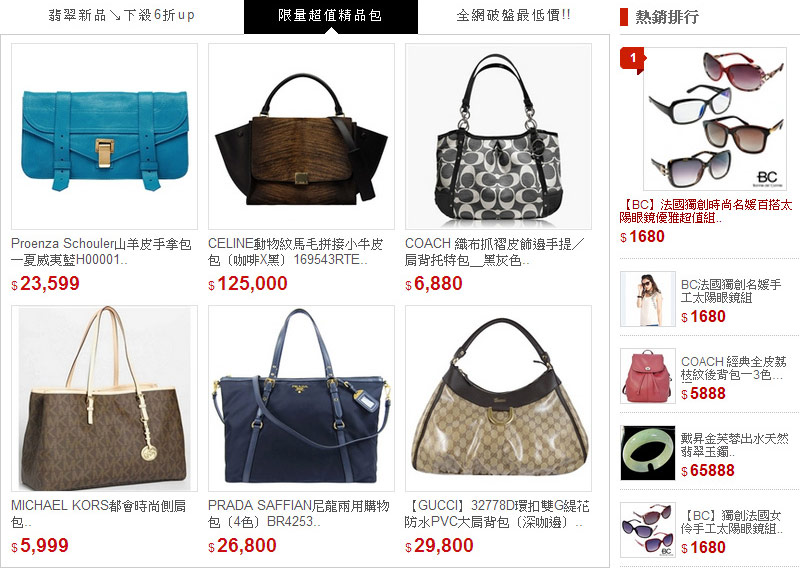 翡翠新品↘下殺6折up
限量超值精品包
全網破盤最低價!!
Proenza Schouler山羊皮手拿包
—夏威夷藍H00001..
$23,599
CELINE動物紋馬毛拼接小牛皮
包〔咖啡X黑〕169543RTE..
$125,000
COACH 織布抓褶皮飾邊手提／
肩背托特包__黑灰色..
$6,880
MICHAEL KORS都會時尚側肩
包..
$5,999
PRADA SAFFIAN尼龍兩用購物
包〔4色〕BR4253..
$26,800
【GUCCI】32778D環扣雙G緹花
防水PVC大肩背包〔深咖邊〕..
$29,800
熱銷排行
1
BC
【BC】法國獨創時尚名媛百搭太
陽眼鏡優雅超值組..
$1680
BC法國獨創名媛手
工太陽眼鏡組
$1680
COACH 經典全皮荔
枝紋後背包—3色...
$5888
戴昇金芙蓉出水天然
翡翠玉鐲..
$65888
BC
【BC】獨創法國女
伶手工太陽眼鏡組..
$1680